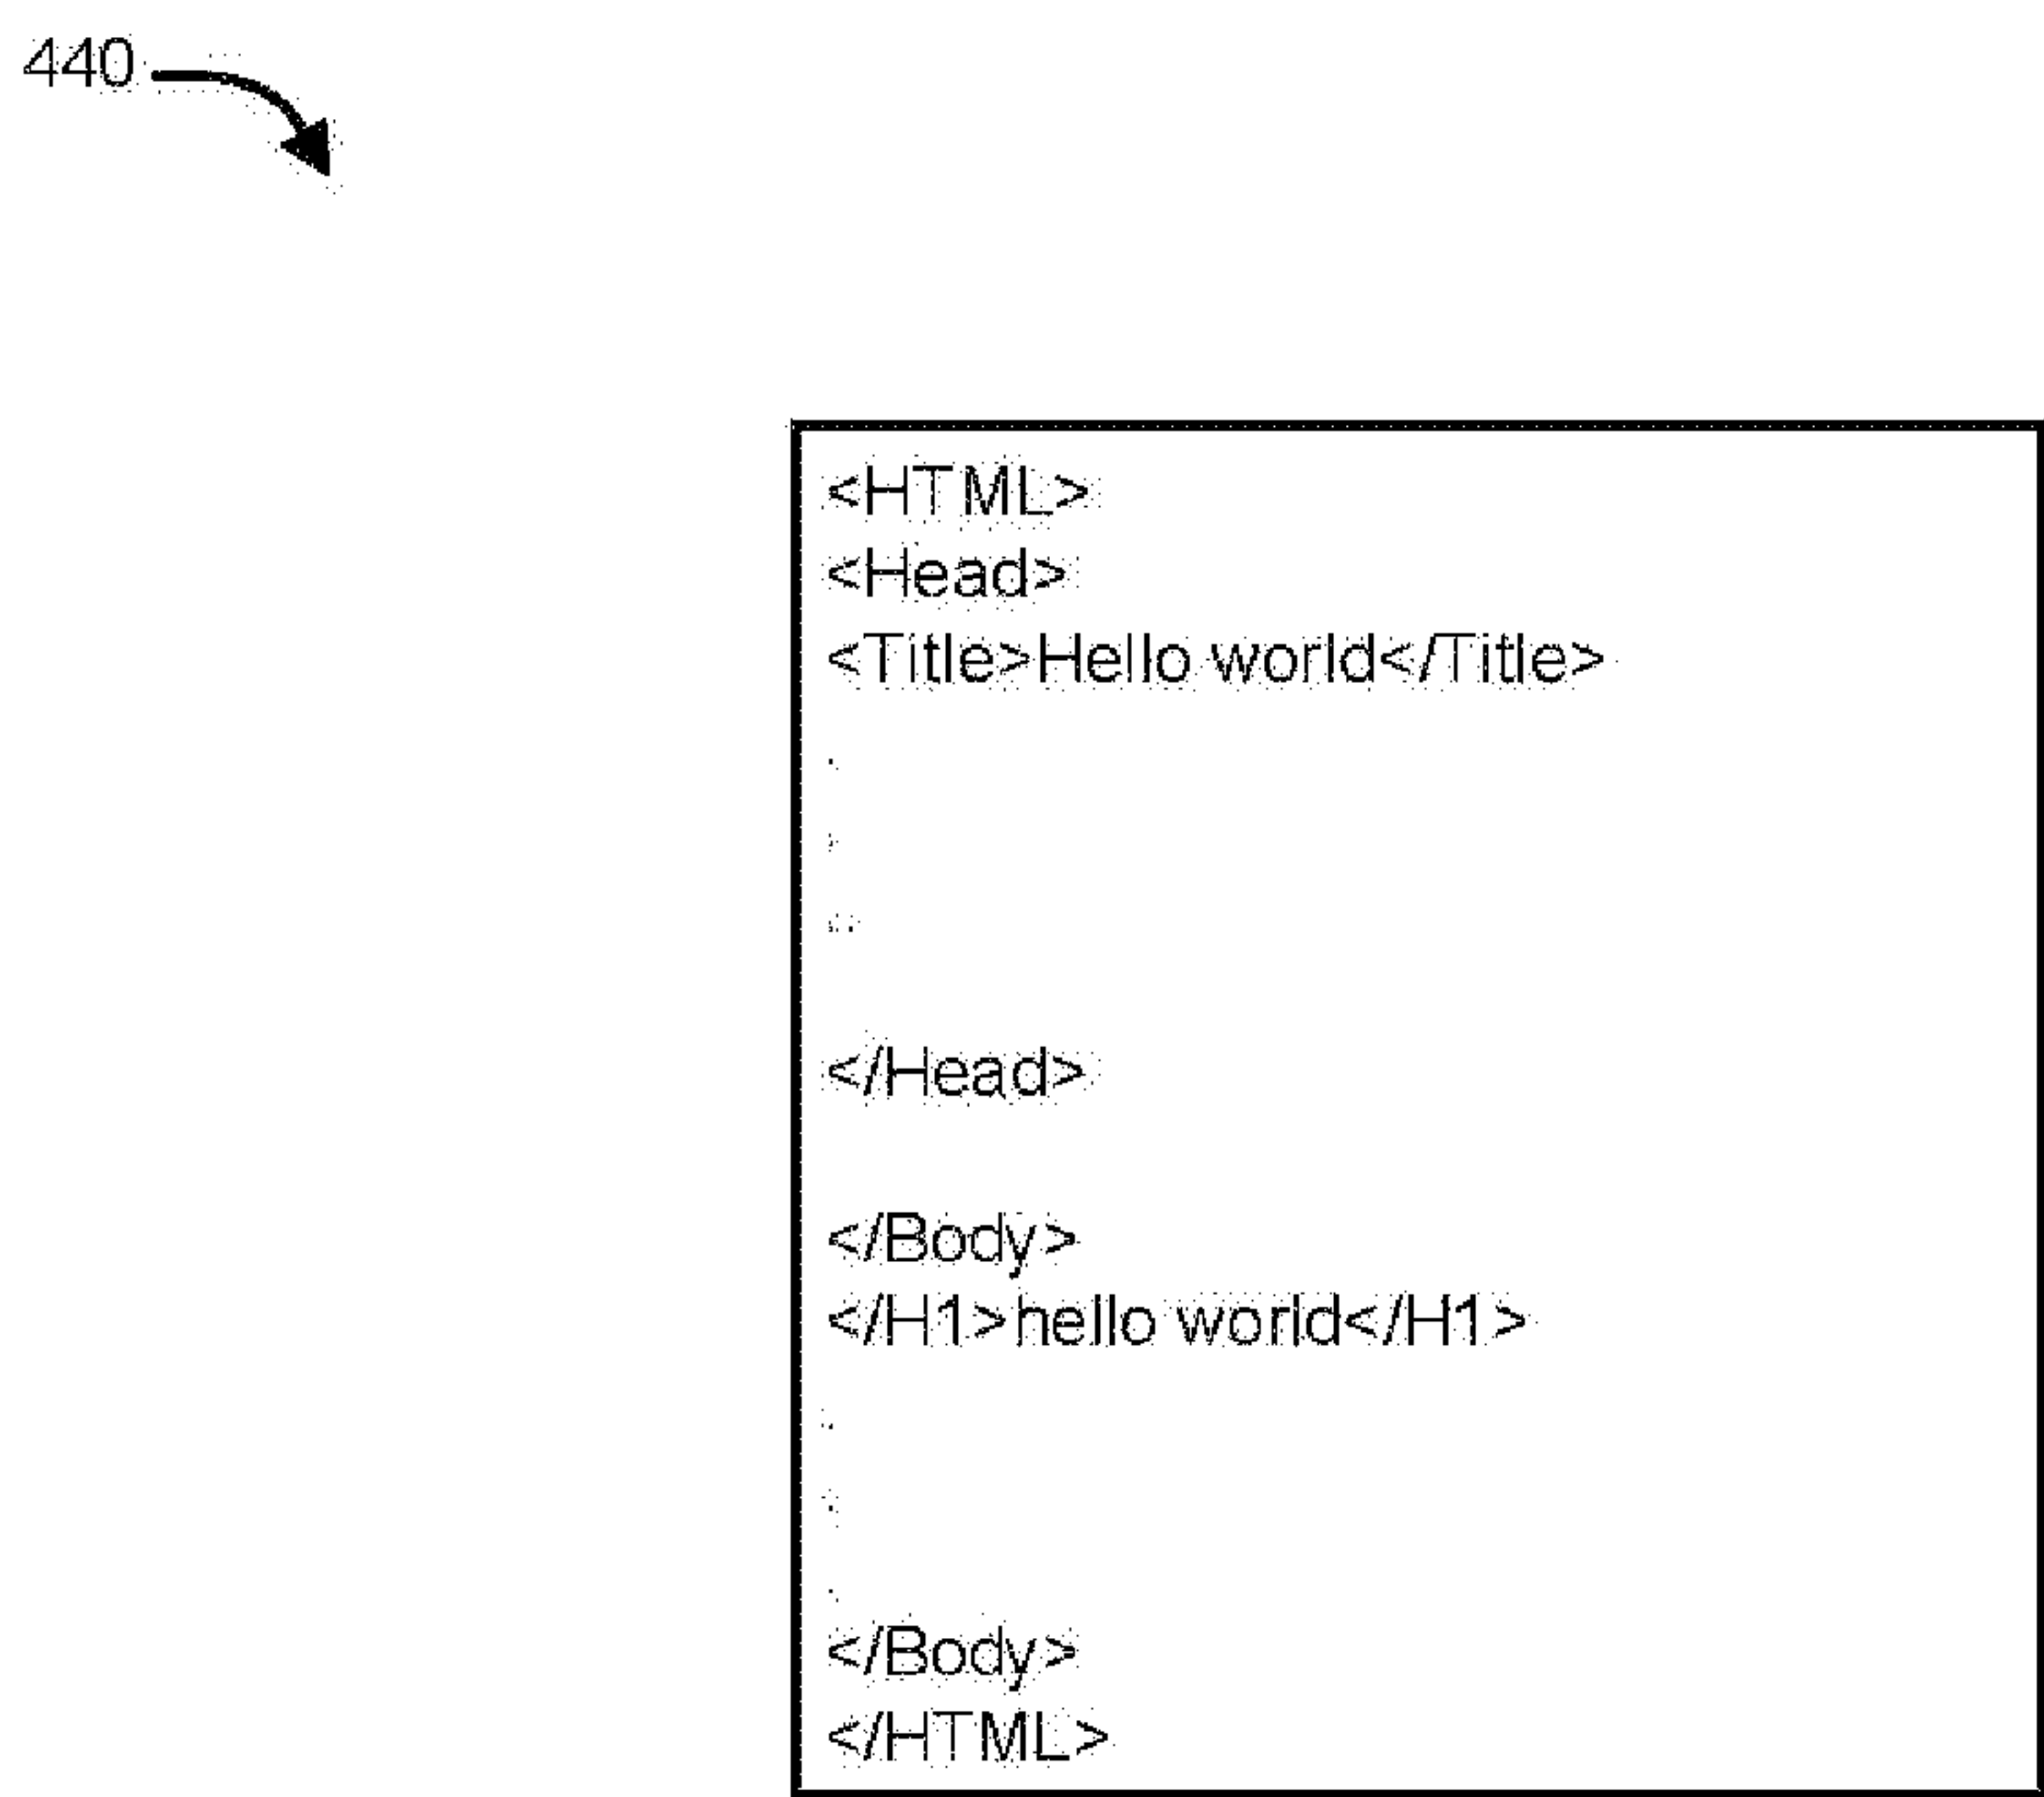 440
<HTML>
<Head>
<Title>Hello world</Title>
.
.
.
</Head>
</Body>
</H1>hello world</H1>
.
.
.
</Body>
</HTML>